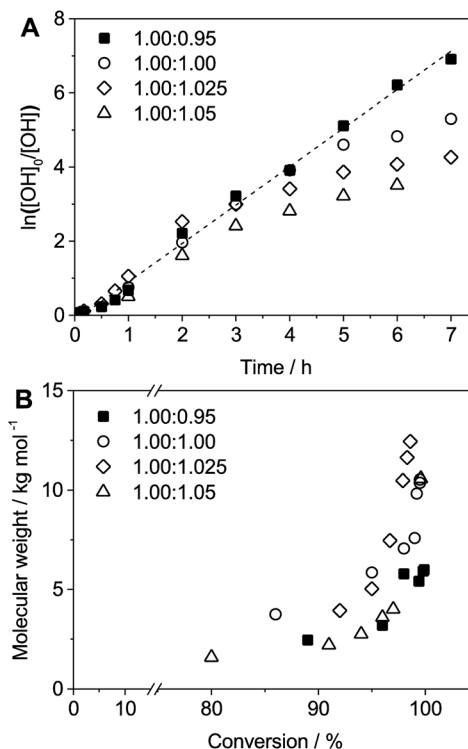 A
1.00:0.95
1.00:1.00
1.00:1.025
1.00:1.05
ln([OH]₀/[OH])
8
6
4
2
0
0 1 2 3 4 5 6 7
Time / h
B
1.00:0.95
1.00:1.00
1.00:1.025
1.00:1.05
Molecular weight / kg mol⁻¹
15
10
5
0
0 10 80 90 100
Conversion / %